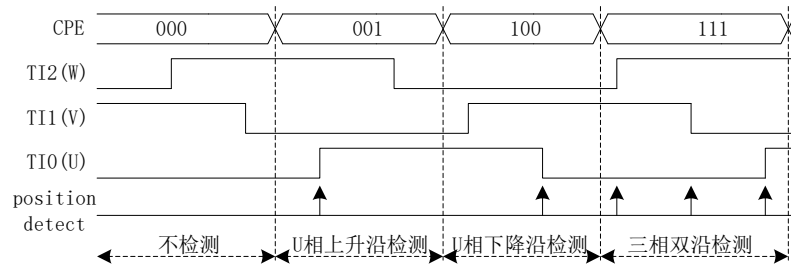 CPE 000 001 100 111
TI2(W)
TI1(V)
TI0(U)
position
detect
不检测 U相上升沿检测 U相下降沿检测 三相双沿检测